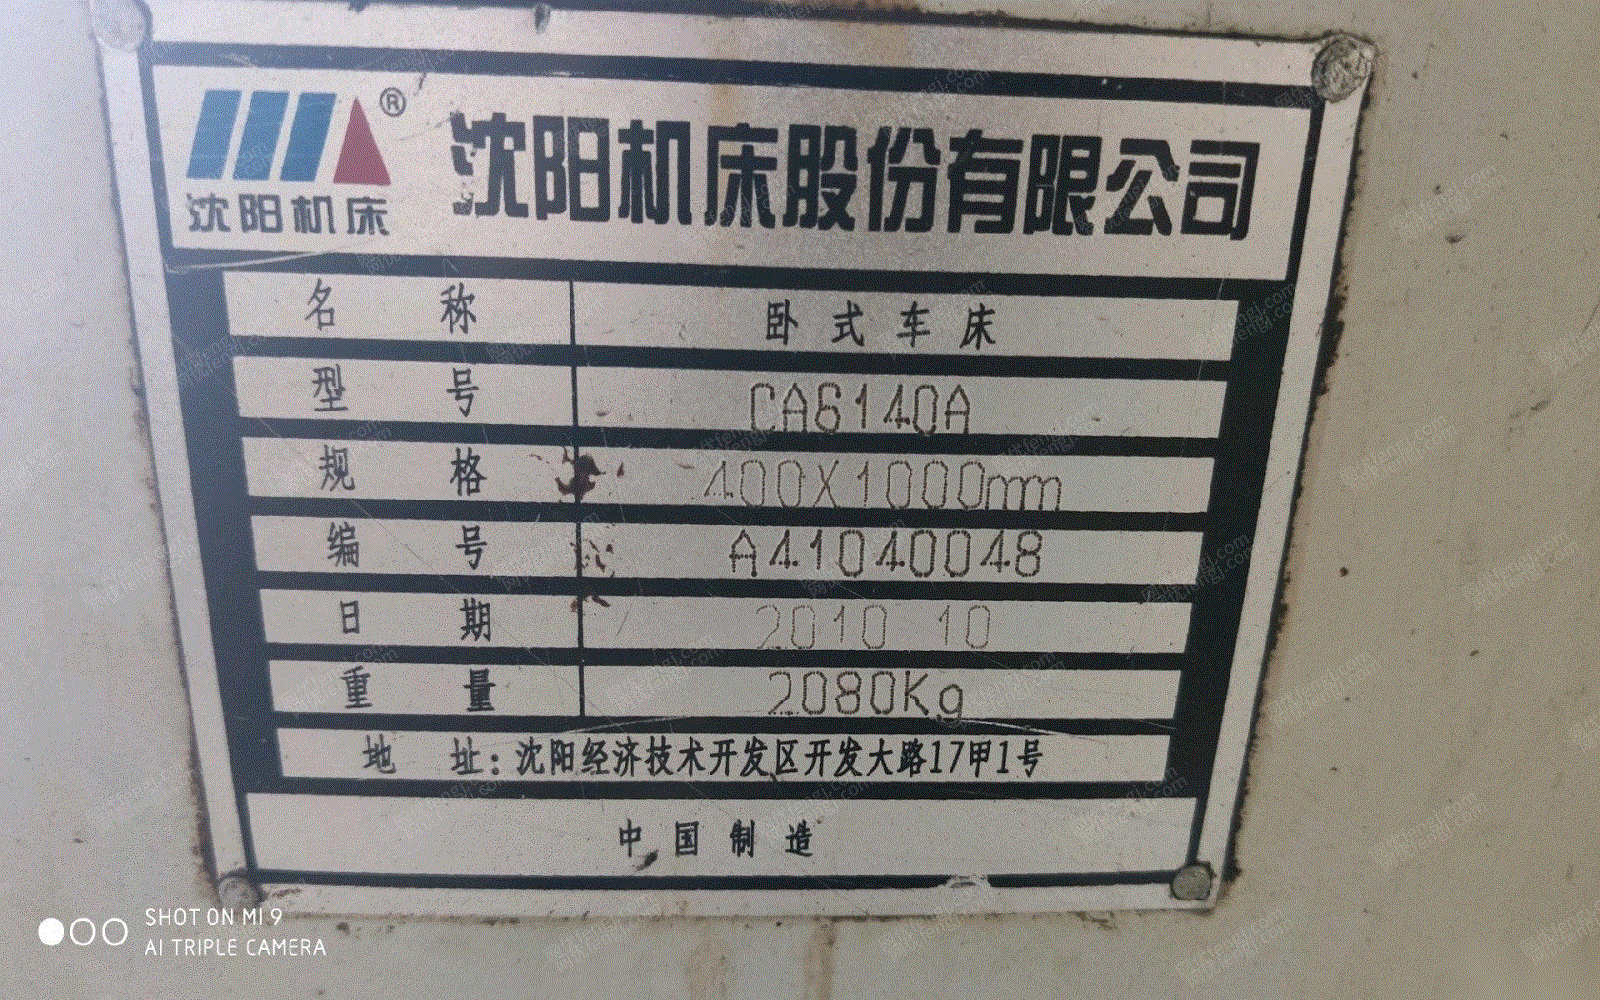 沈阳机床股份有限公司
®
沈阳机床
名 称 卧式车床
型 号 CA6140A
规 格 400X1000mm
编 号 A41040048
日 期 2010 10
重 量 2080Kg
地 址：沈阳经济技术开发区开发大路17甲1号
中国制造
SHOT ON MI 9
AI TRIPLE CAMERA